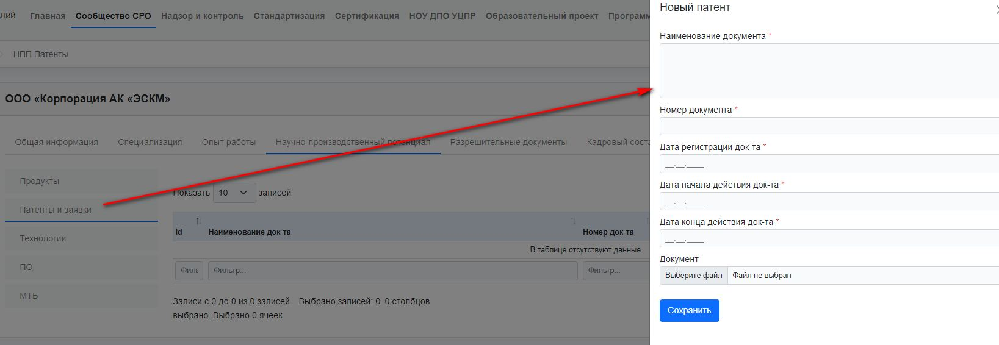 АЦИЙ Главная Сообщество СРО Надзор и контроль Стандартизация Сертификация НОУ ДПО УЦПР Образовательный проект Программ
НПП Патенты
ООО «Корпорация АК «ЭСКМ»
Общая информация Специализация Опыт работы Научно-производственный потенциал Разрешительные документы Кадровый соста
Продукты
Патенты и заявки
Технологии
ПО
МТБ
Показать 10 записей
id Наименование док-та Номер док-та
В таблице отсутствуют данные
Филь Фильтр... Фильтр...
Записи с 0 до 0 из 0 записей Выбрано записей: 0 0 столбцов
выбрано Выбрано 0 ячеек
Новый патент
Наименование документа *
Номер документа *
Дата регистрации док-та *
__.__.____
Дата начала действия док-та *
__.__.____
Дата конца действия док-та *
__.__.____
Документ
Выберите файл Файл не выбран
Сохранить